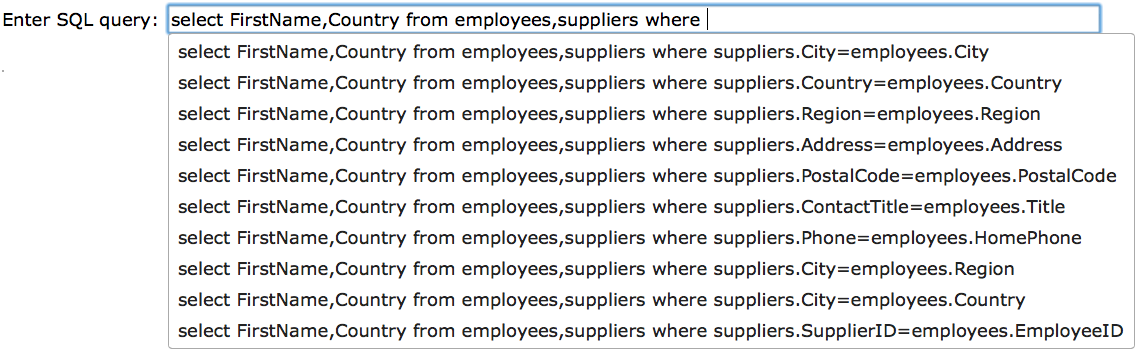 Enter SQL query: select FirstName,Country from employees,suppliers where
select FirstName,Country from employees,suppliers where suppliers.City=employees.City
select FirstName,Country from employees,suppliers where suppliers.Country=employees.Country
select FirstName,Country from employees,suppliers where suppliers.Region=employees.Region
select FirstName,Country from employees,suppliers where suppliers.Address=employees.Address
select FirstName,Country from employees,suppliers where suppliers.PostalCode=employees.PostalCode
select FirstName,Country from employees,suppliers where suppliers.ContactTitle=employees.Title
select FirstName,Country from employees,suppliers where suppliers.Phone=employees.HomePhone
select FirstName,Country from employees,suppliers where suppliers.City=employees.Region
select FirstName,Country from employees,suppliers where suppliers.City=employees.Country
select FirstName,Country from employees,suppliers where suppliers.SupplierID=employees.EmployeeID